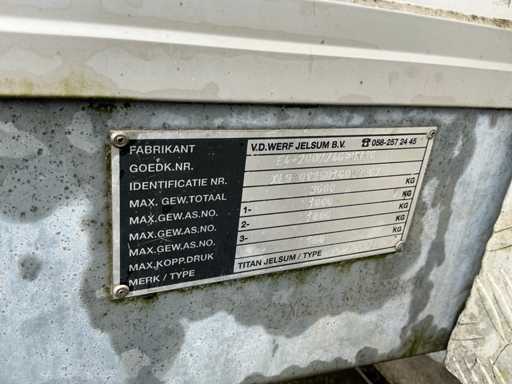 FABRIKANT V.D.WERF JELSUM B.V. ☎ 058-257 24 45
GOEDK.NR.
IDENTIFICATIE NR.
MAX. GEW.TOTAAL KG
MAX.GEW.AS.NO. 1- KG
MAX.GEW.AS.NO. 2- KG
MAX.GEW.AS.NO. 3- KG
MAX.KOPP.DRUK KG
MERK / TYPE TITAN JELSUM / TYPE